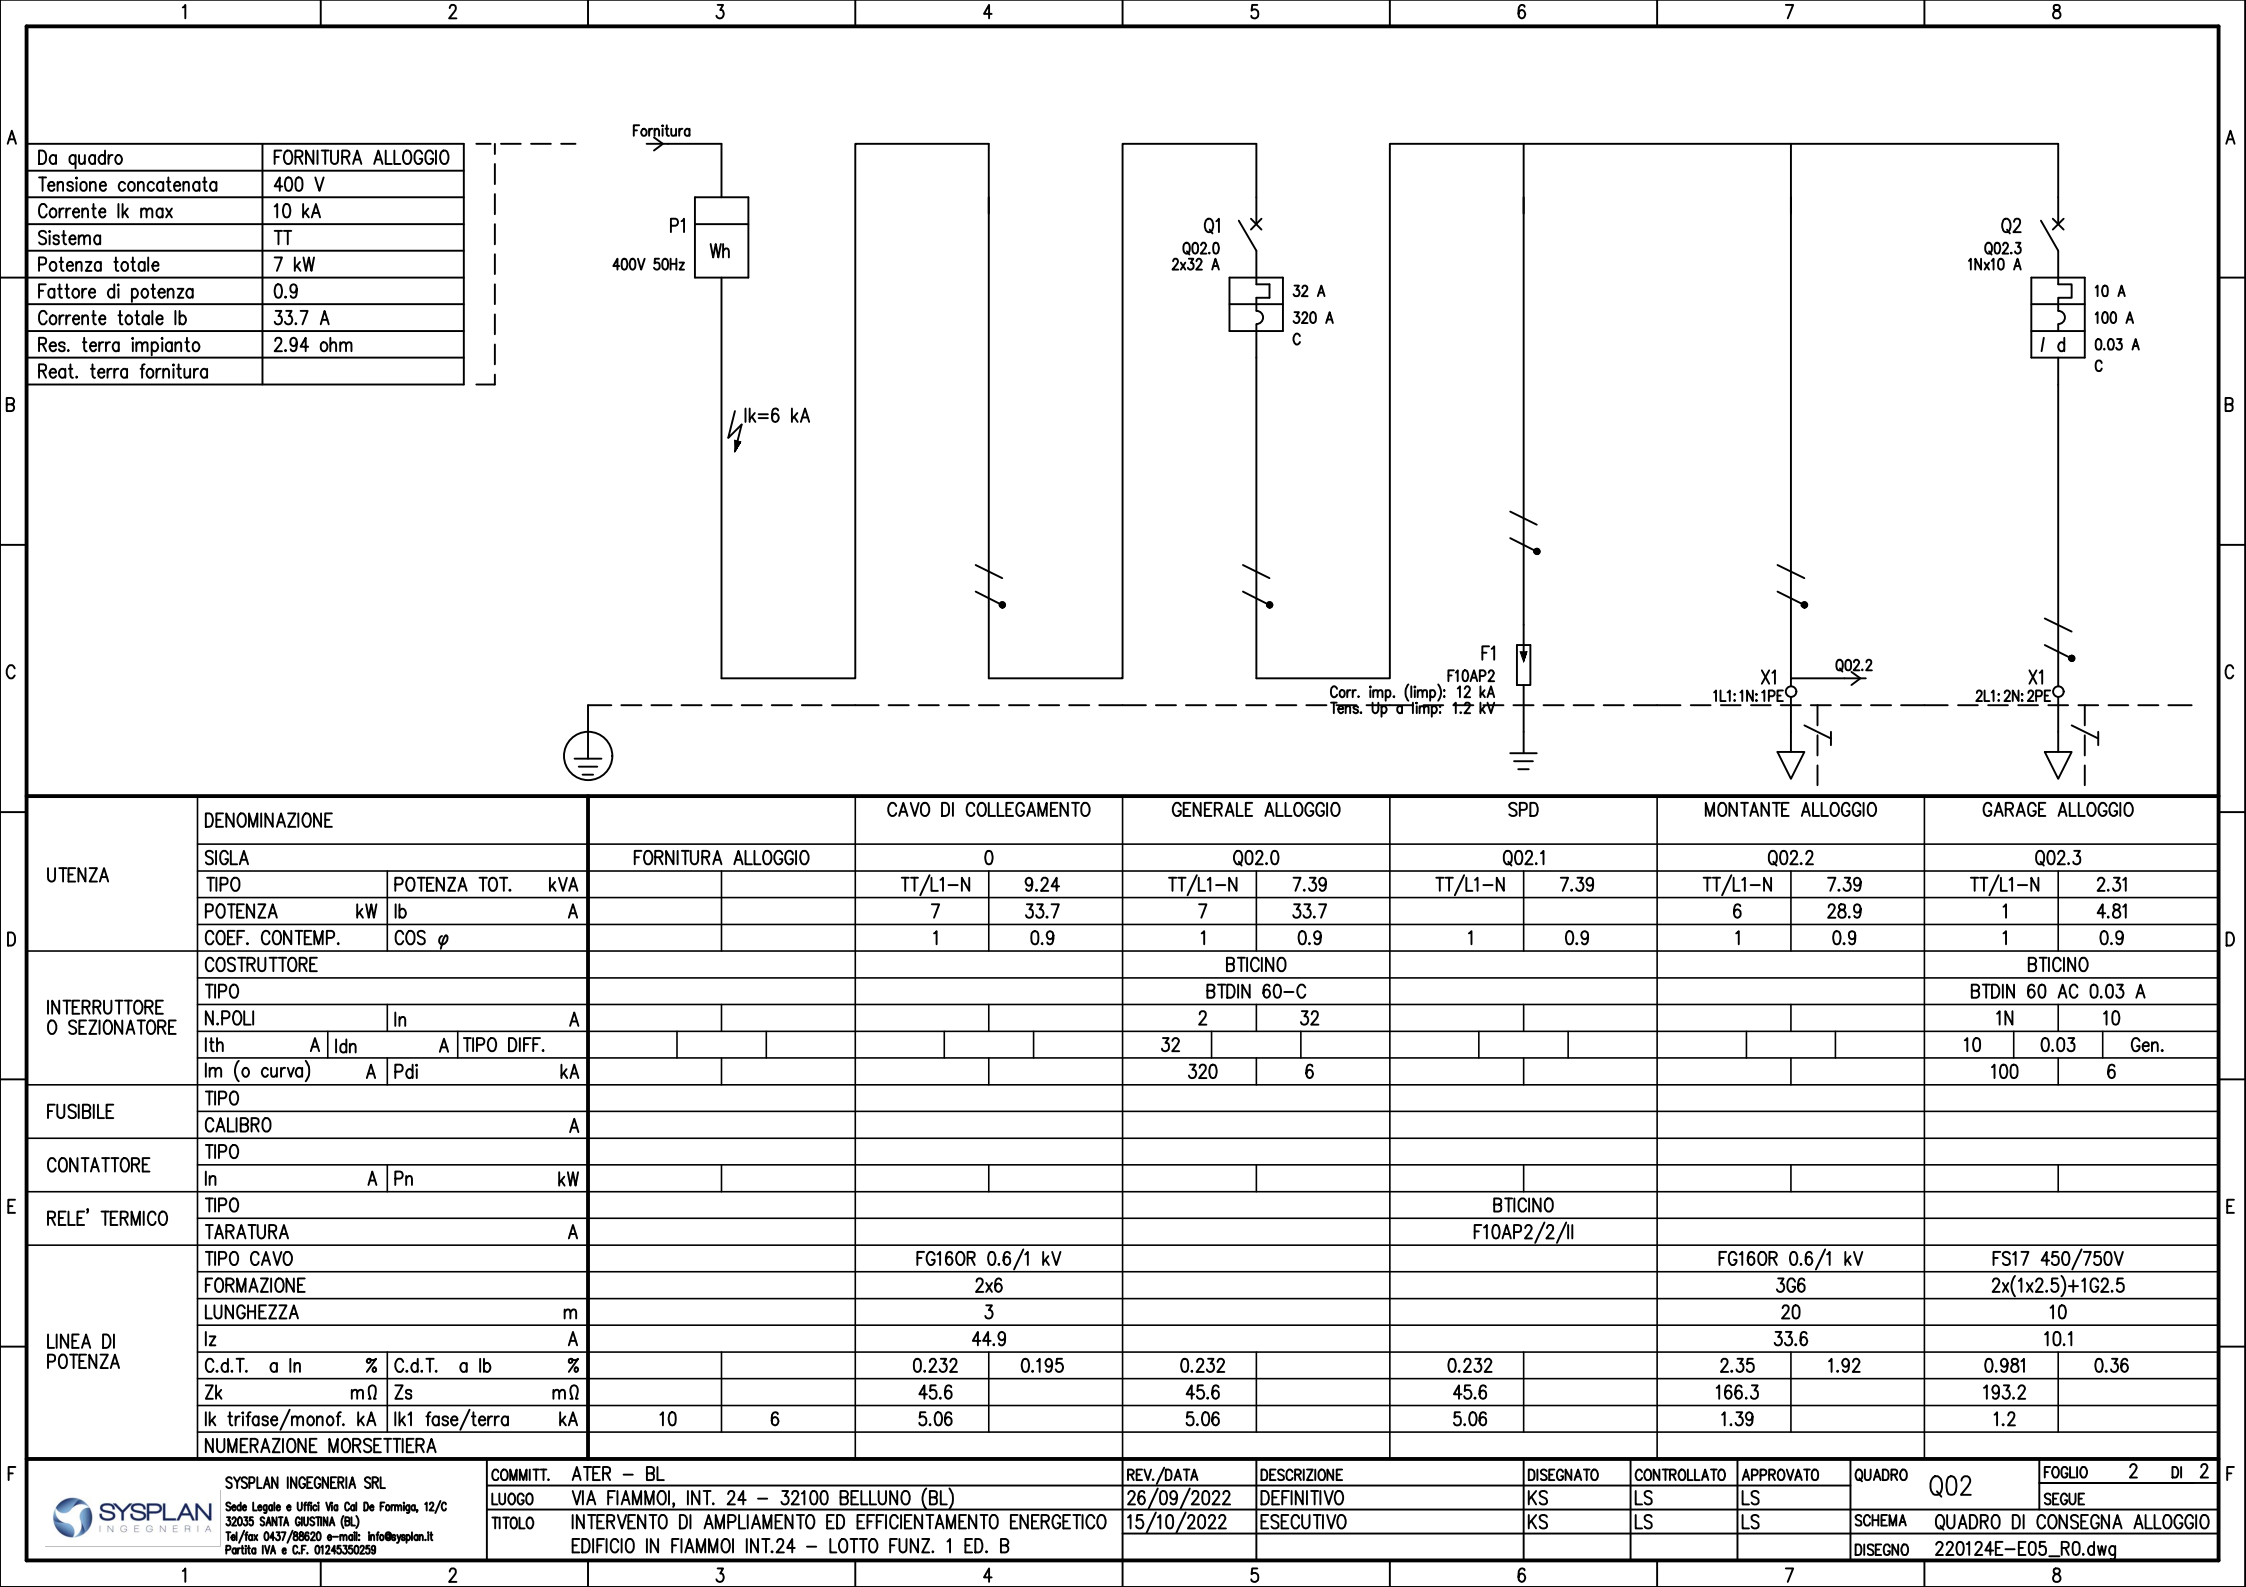 1 2 3 4 5 6 7 8
A A
Da quadro FORNITURA ALLOGGIO
Tensione concatenata 400 V
Corrente Ik max 10 kA
Sistema TT
Potenza totale 7 kW
Fattore di potenza 0.9
Corrente totale Ib 33.7 A
Res. terra impianto 2.94 ohm
Reat. terra fornitura
Fornitura
P1
400V 50Hz
Wh
Ik=6 kA
Q1
Q02.0
2x32 A
32 A
320 A
C
Q2
Q02.3
1Nx10 A
10 A
100 A
I d 0.03 A
C
B B
F1
F10AP2
Corr. imp. (Iimp): 12 kA
Tens. Up a Iimp: 1.2 kV
X1
1L1:1N:1PE
Q02.2
X1
2L1:2N:2PE
C C
UTENZA
DENOMINAZIONE CAVO DI COLLEGAMENTO GENERALE ALLOGGIO SPD MONTANTE ALLOGGIO GARAGE ALLOGGIO
SIGLA FORNITURA ALLOGGIO 0 Q02.0 Q02.1 Q02.2 Q02.3
TIPO POTENZA TOT. kVA TT/L1-N 9.24 TT/L1-N 7.39 TT/L1-N 7.39 TT/L1-N 7.39 TT/L1-N 2.31
POTENZA kW Ib A 7 33.7 7 33.7 6 28.9 1 4.81
COEF. CONTEMP. COS φ 1 0.9 1 0.9 1 0.9 1 0.9 1 0.9
D D
INTERRUTTORE
O SEZIONATORE
COSTRUTTORE BTICINO BTICINO
TIPO BTDIN 60-C BTDIN 60 AC 0.03 A
N.POLI In A 2 32 1N 10
Ith A Idn A TIPO DIFF. 32 10 0.03 Gen.
Im (o curva) A Pdi kA 320 6 100 6
FUSIBILE
TIPO
CALIBRO A
CONTATTORE
TIPO
In A Pn kW
E E
RELE' TERMICO
TIPO BTICINO
TARATURA A F10AP2/2/II
LINEA DI
POTENZA
TIPO CAVO FG16OR 0.6/1 kV FG16OR 0.6/1 kV FS17 450/750V
FORMAZIONE 2x6 3G6 2x(1x2.5)+1G2.5
LUNGHEZZA m 3 20 10
Iz A 44.9 33.6 10.1
C.d.T. a In % C.d.T. a Ib % 0.232 0.195 0.232 0.232 2.35 1.92 0.981 0.36
Zk mΩ Zs mΩ 45.6 45.6 45.6 166.3 193.2
Ik trifase/monof. kA Ik1 fase/terra kA 10 6 5.06 5.06 5.06 1.39 1.2
NUMERAZIONE MORSETTIERA
F F
SYSPLAN
INGEGNERIA
SYSPLAN INGEGNERIA SRL
Sede Legale e Uffici Via Cal De Formiga, 12/C
32035 SANTA GIUSTINA (BL)
Tel/fax 0437/88620 e-mail: info@sysplan.it
Partita IVA e C.F. 01245350259
COMMITT. ATER - BL
LUOGO VIA FIAMMOI, INT. 24 - 32100 BELLUNO (BL)
TITOLO INTERVENTO DI AMPLIAMENTO ED EFFICIENTAMENTO ENERGETICO
EDIFICIO IN FIAMMOI INT.24 - LOTTO FUNZ. 1 ED. B
REV./DATA DESCRIZIONE DISEGNATO CONTROLLATO APPROVATO
26/09/2022 DEFINITIVO KS LS LS
15/10/2022 ESECUTIVO KS LS LS
QUADRO Q02
FOGLIO 2 DI 2
SEGUE
SCHEMA QUADRO DI CONSEGNA ALLOGGIO
DISEGNO 220124E-E05_R0.dwg
1 2 3 4 5 6 7 8